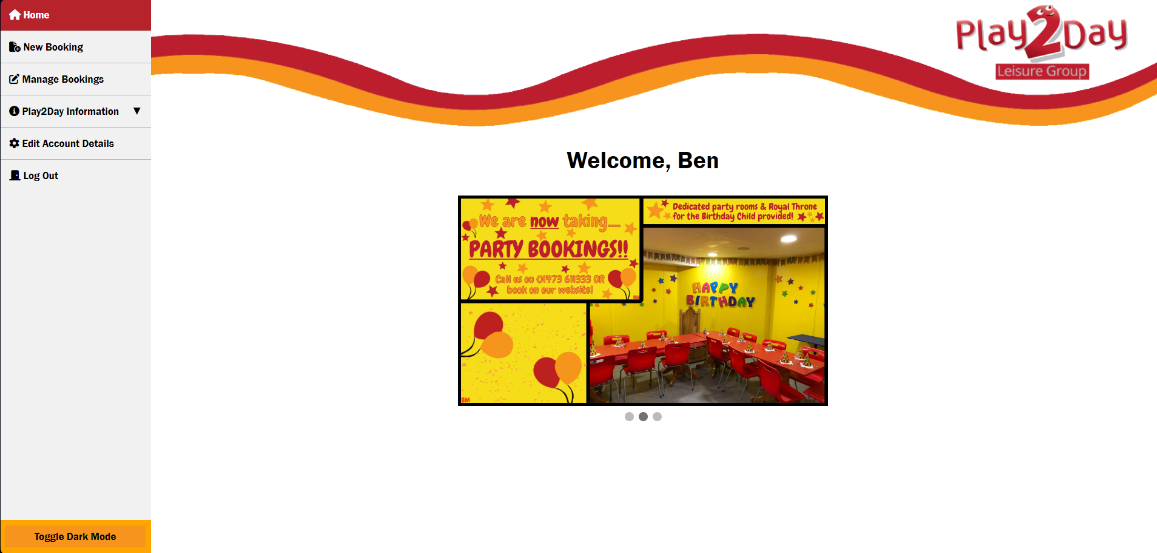 Home
New Booking
Manage Bookings
Play2Day Information ▼
Edit Account Details
Log Out
Toggle Dark Mode
Play2Day
Leisure Group
Welcome, Ben
We are now taking...
PARTY BOOKINGS!!
Call us on 01473 611333 OR
book on our website!
Dedicated party rooms & Royal Throne
for the Birthday Child provided!
HAPPY
BIRTHDAY